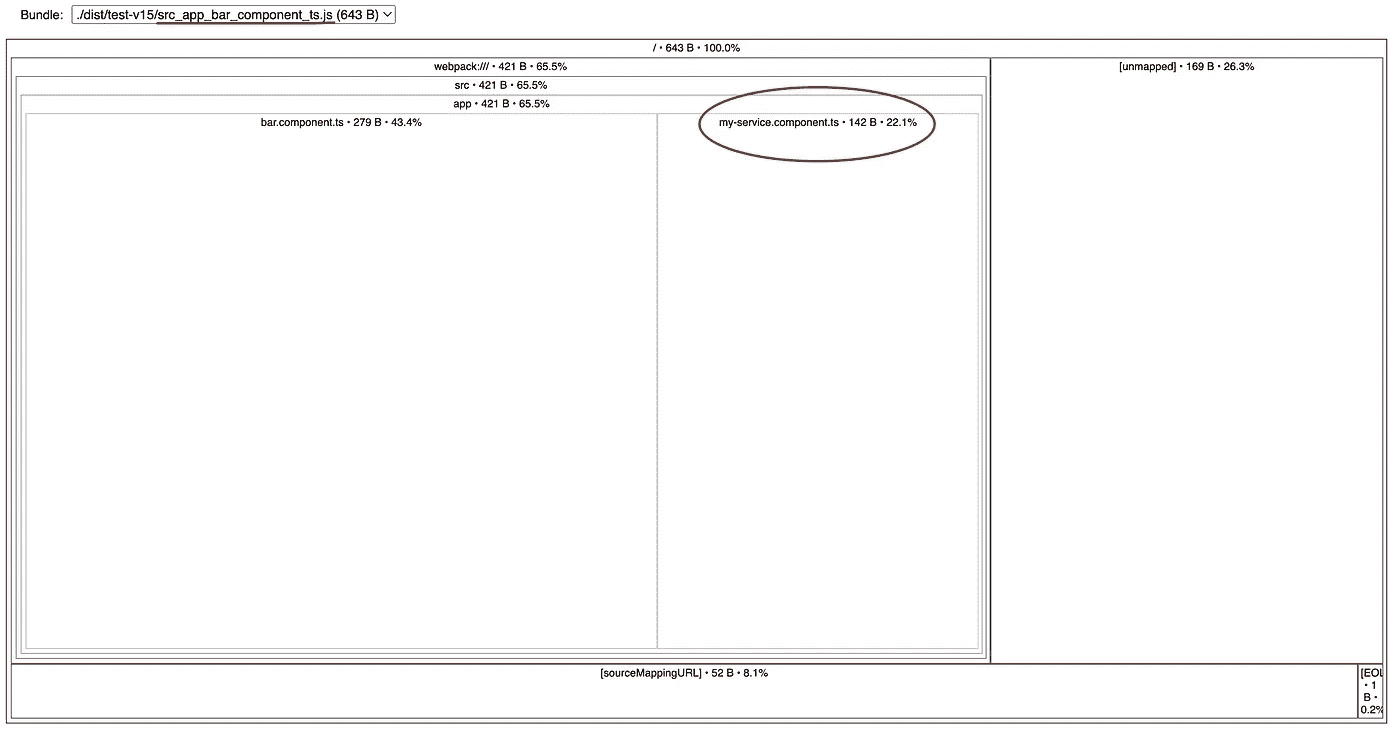 Bundle: ./dist/test-v15/src_app_bar_component_ts.js (643 B)
/ • 643 B • 100.0%
webpack:/// • 421 B • 65.5%
[unmapped] • 169 B • 26.3%
src • 421 B • 65.5%
app • 421 B • 65.5%
bar.component.ts • 279 B • 43.4%
my-service.component.ts • 142 B • 22.1%
[sourceMappingURL] • 52 B • 8.1%
[EOL
• 1
B •
0.2%